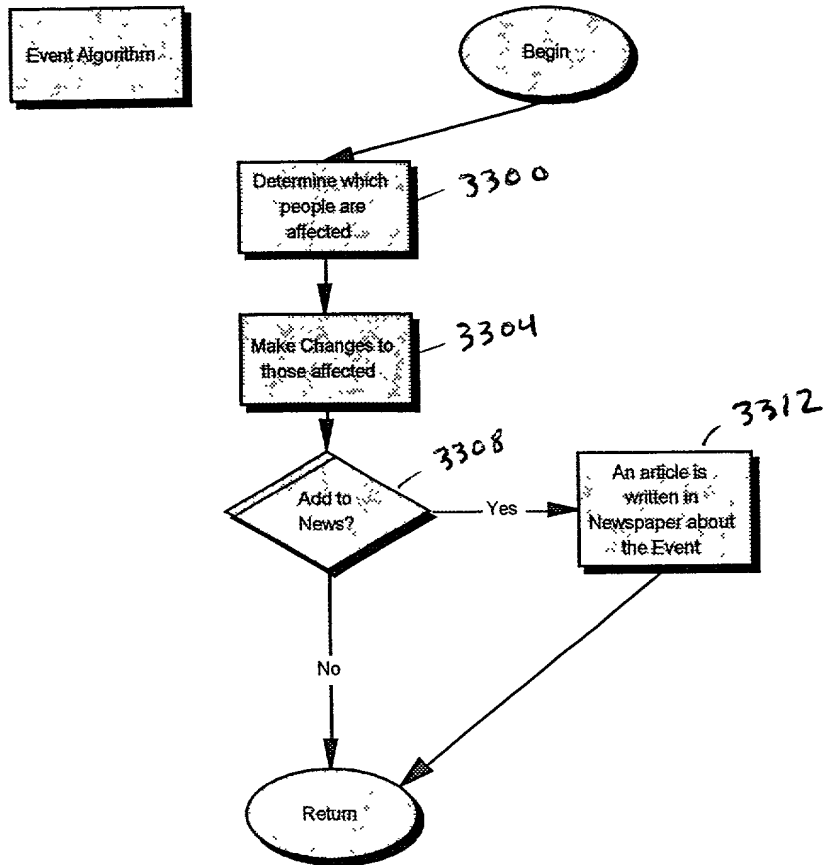 Event Algorithm
Begin
Determine which
people are
affected
3300
Make Changes to
those affected
3304
Add to
News?
3308
Yes
An article is
written in
Newspaper about
the Event
3312
No
Return